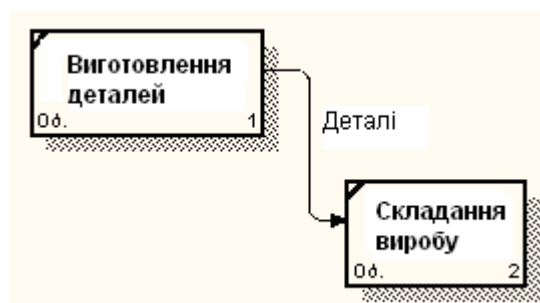 Виготовлення
деталей
0д. 1
Деталі
Складання
виробу
0д. 2